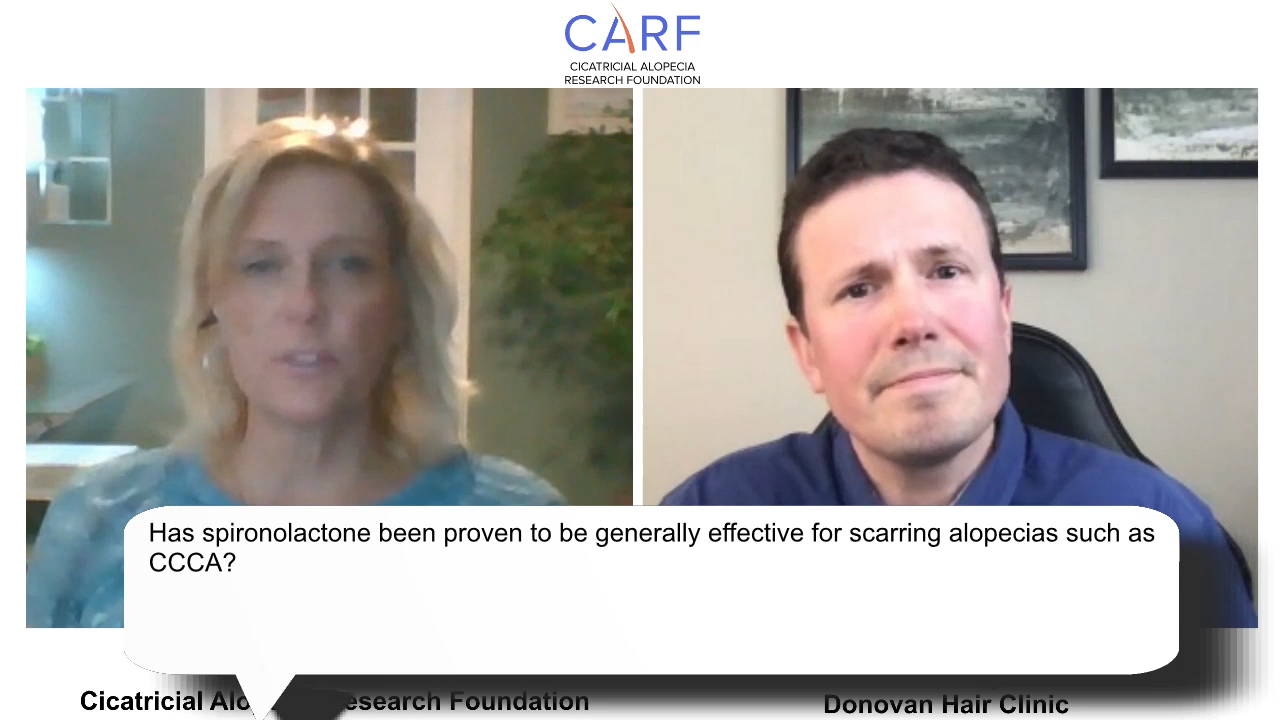 CARF
CICATRICIAL ALOPECIA
RESEARCH FOUNDATION
Has spironolactone been proven to be generally effective for scarring alopecias such as
CCCA?
Cicatricial Alo esearch Foundation
Donovan Hair Clinic